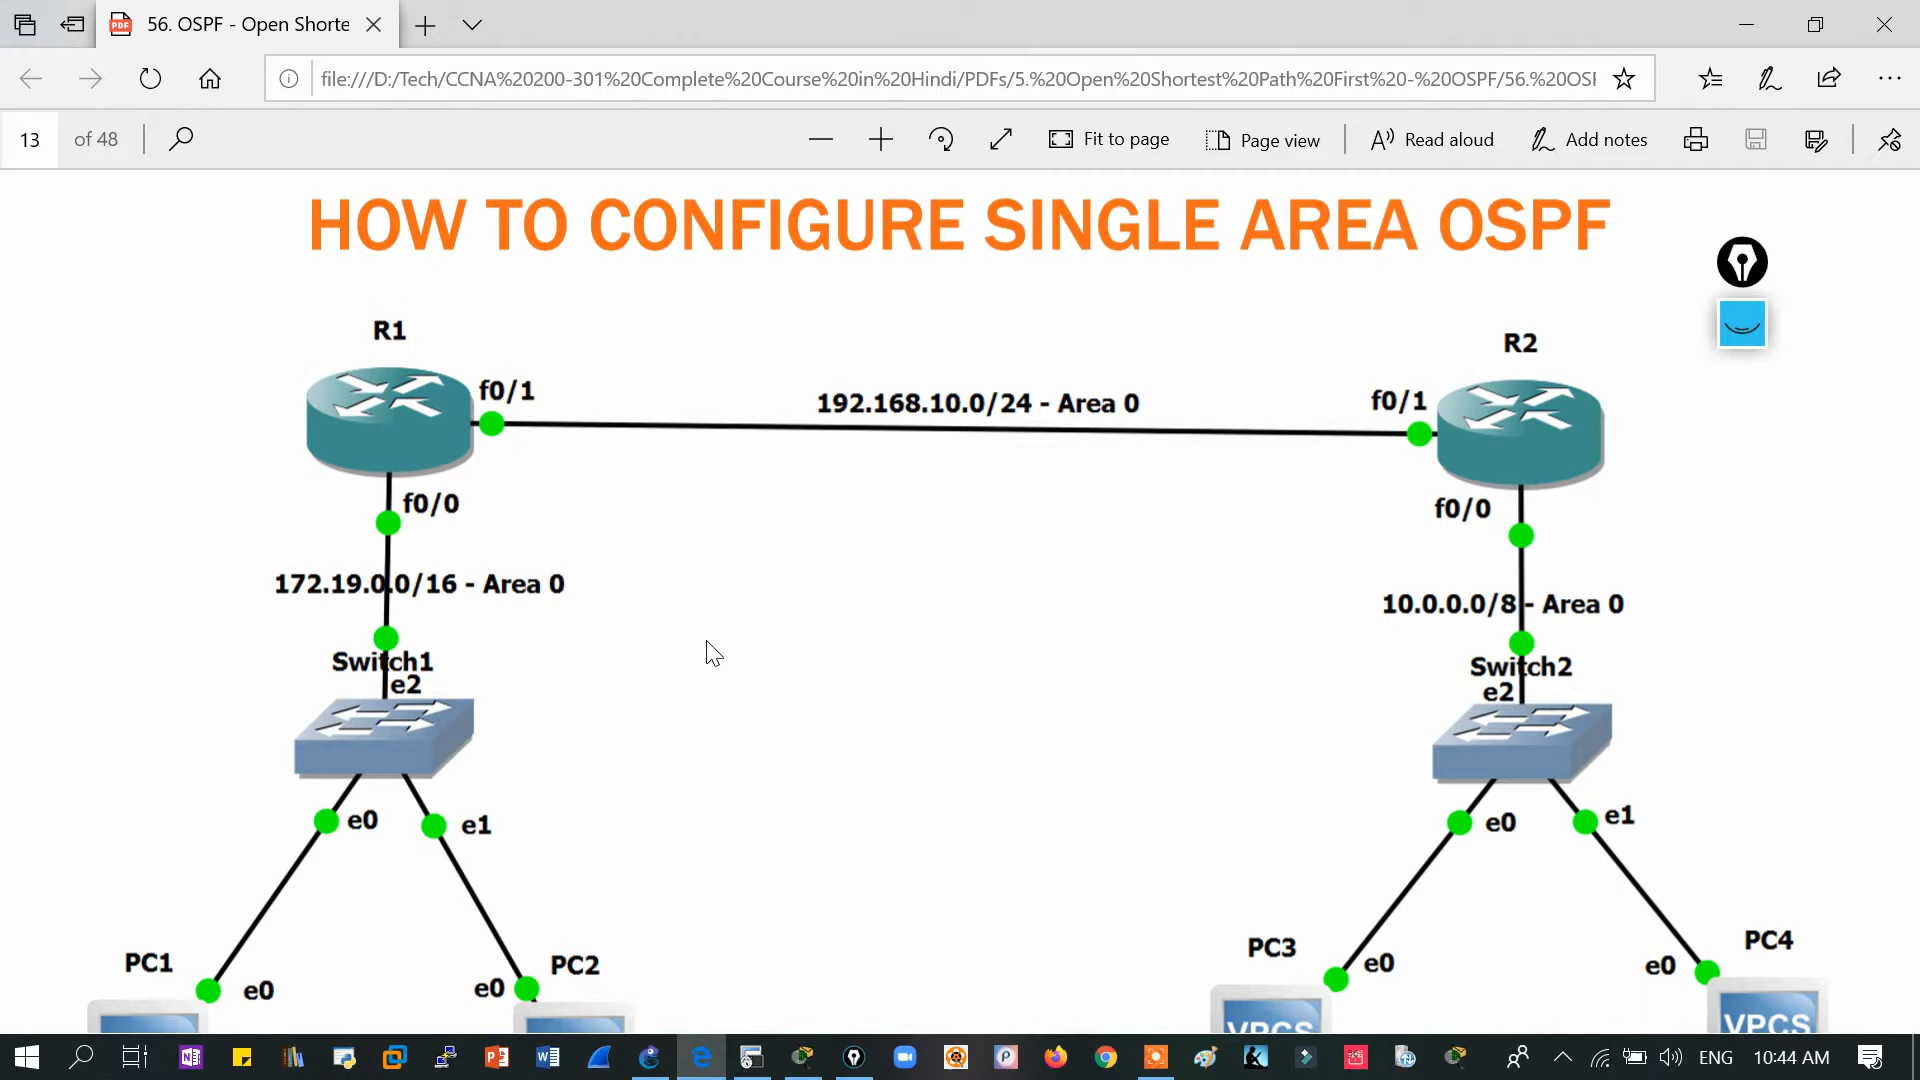 56. OSPF - Open Shorte
file:///D:/Tech/CCNA%20200-301%20Complete%20Course%20in%20Hindi/PDFs/5.%20Open%20Shortest%20Path%20First%20-%20OSPF/56.%20OSI
13 of 48
Fit to page
Page view
Read aloud
Add notes
HOW TO CONFIGURE SINGLE AREA OSPF
R1
R2
f0/1
192.168.10.0/24 - Area 0
f0/1
f0/0
f0/0
172.19.0.0/16 - Area 0
10.0.0.0/8 - Area 0
Switch1
e2
Switch2
e2
e0
e1
e0
e1
PC1
e0
PC2
e0
PC3
e0
PC4
e0
VPCS
VPCS
ENG
10:44 AM